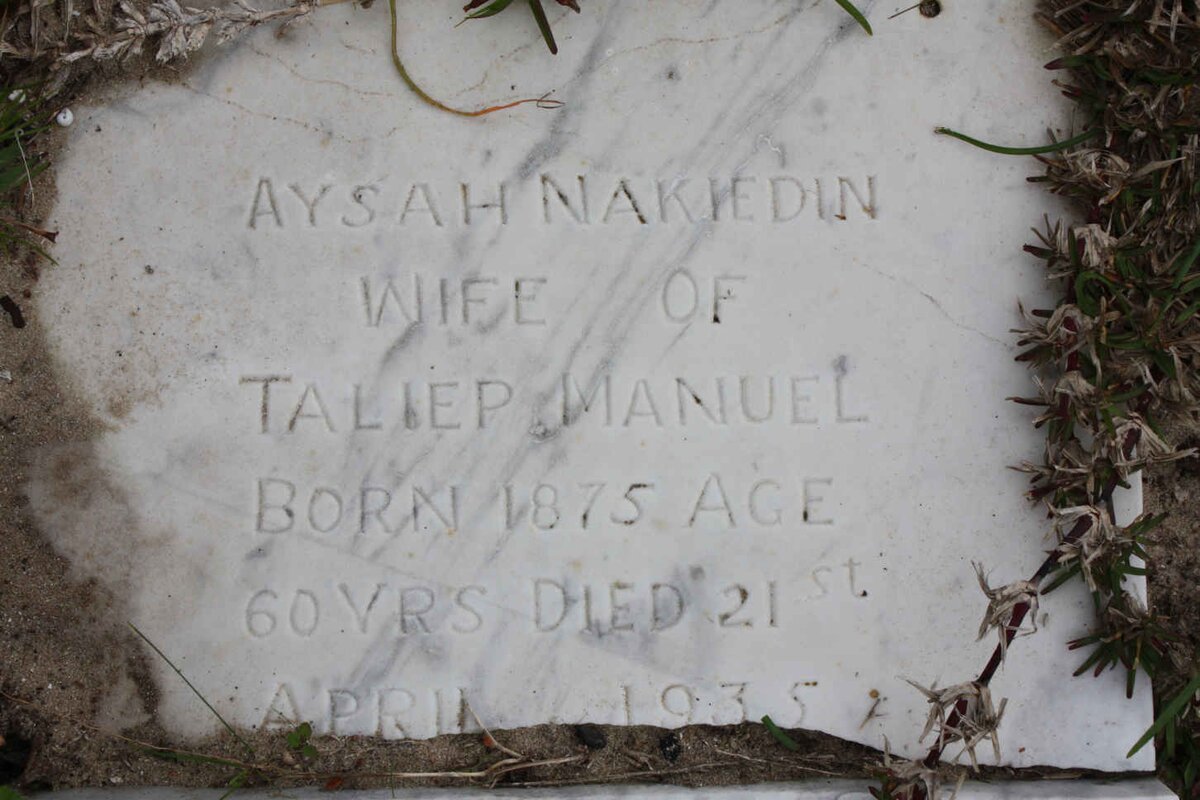 AYSAH NAKIEDIN
WIFE OF
TALIEP MANUEL
BORN 1875 AGE
60 YRS DIED 21st
APRIL 1935